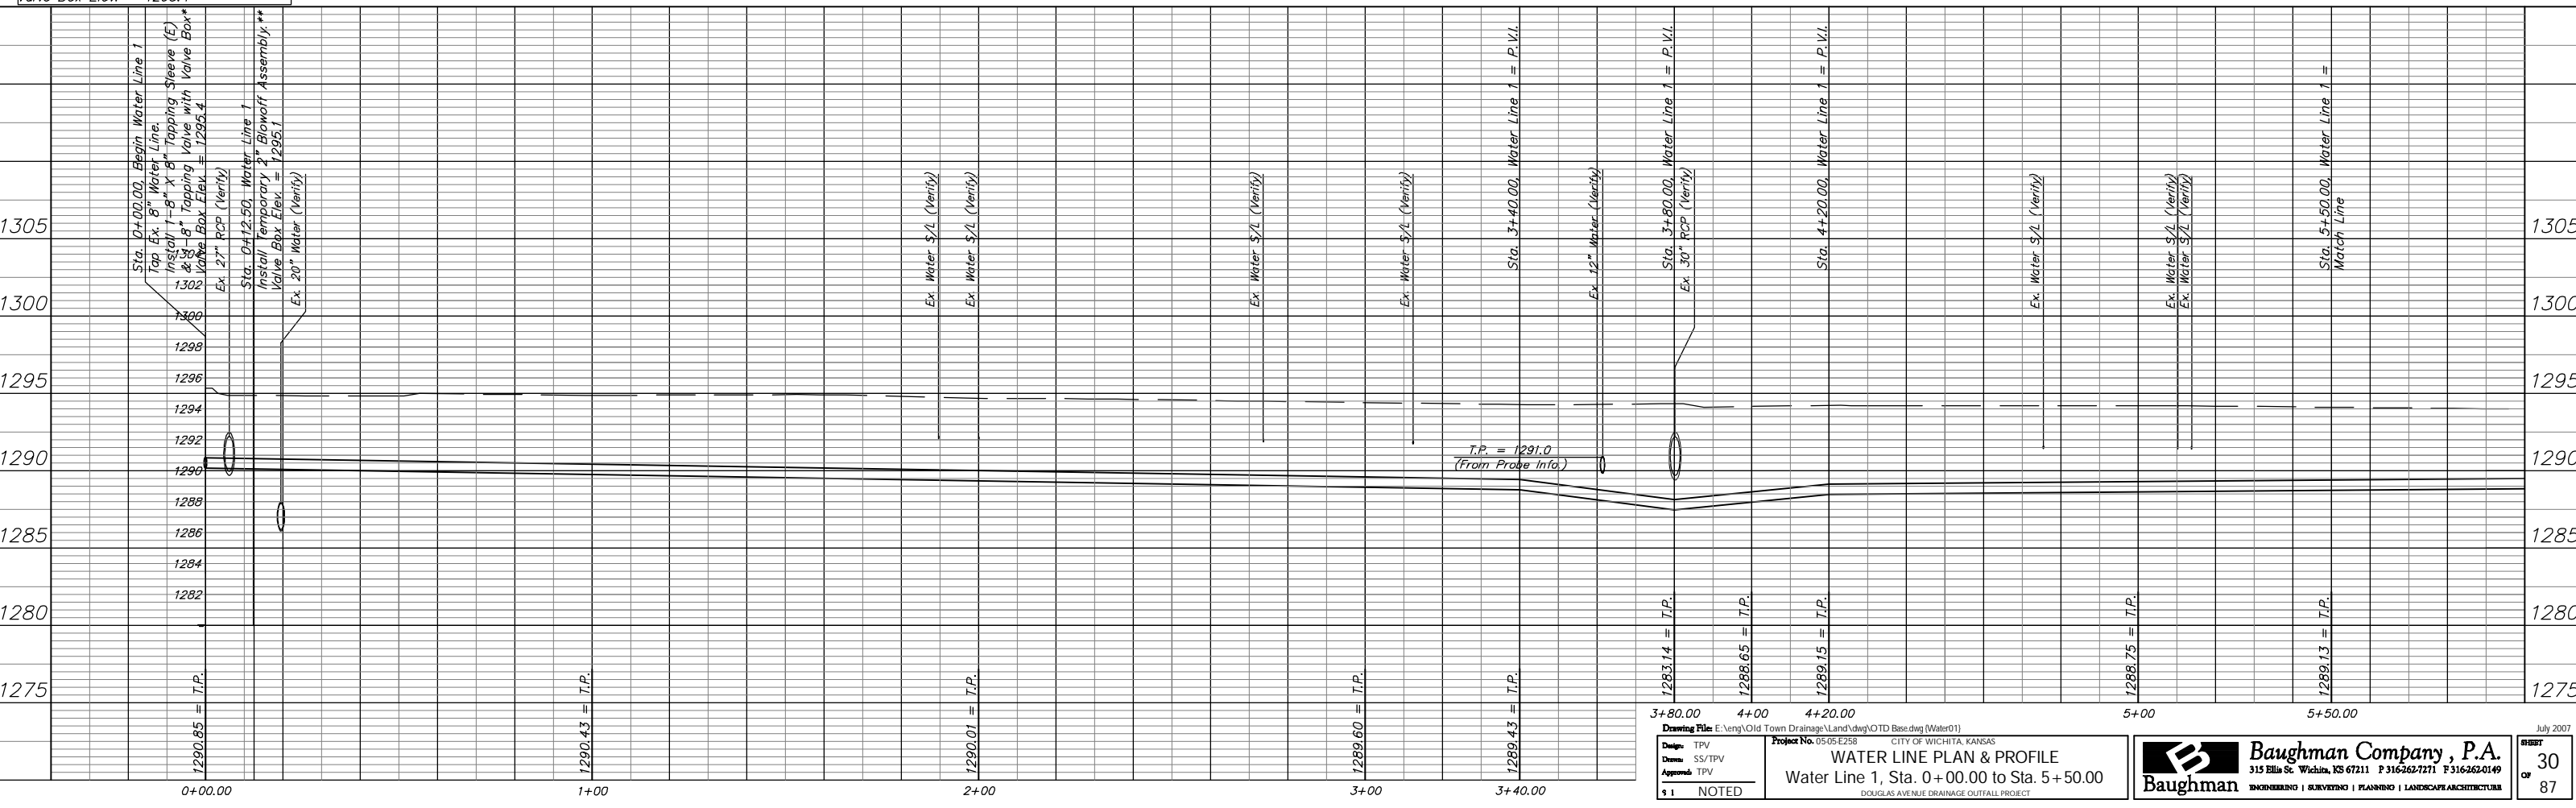 Sta. 0+00.00, Begin Water Line 1
Tap Ex. 8" Water Line.
Install 1-8" X 8" Tapping Sleeve (E)
& 1-8" Tapping Valve with Valve Box*
Valve Box Elev. = 1295.4
Ex. 27" RCP (Verify)
Sta. 0+12.50, Water Line 1
Install Temporary 2" Blowoff Assembly.**
Valve Box Elev. = 1295.1
Ex. 20" Water (Verify)
Ex. Water S/L (Verify)
Ex. Water S/L (Verify)
Ex. Water S/L (Verify)
Ex. Water S/L (Verify)
Sta. 3+40.00, Water Line 1 = P.V.I.
Ex. 12" Water (Verify)
Sta. 3+80.00, Water Line 1 = P.V.I.
Ex. 30" RCP (Verify)
Sta. 4+20.00, Water Line 1 = P.V.I.
Ex. Water S/L (Verify)
Ex. Water S/L (Verify)
Ex. Water S/L (Verify)
Sta. 5+50.00, Water Line 1 =
Match Line
1305
1300
1295
1290
1285
1280
1275
1304
1302
1300
1298
1296
1294
1292
1290
1288
1286
1284
1282
T.P. = 1291.0
(From Probe Info.)
1305
1300
1295
1290
1285
1280
1275
1290.85 = T.P.
1290.43 = T.P.
1290.01 = T.P.
1289.60 = T.P.
1289.43 = T.P.
1283.14 = T.P.
1288.65 = T.P.
1289.15 = T.P.
1288.75 = T.P.
1289.13 = T.P.
0+00.00
1+00
2+00
3+00
3+40.00
3+80.00
4+00
4+20.00
5+00
5+50.00
Drawing File: E:\eng\Old Town Drainage\Land\dwg\OTD Base.dwg (Water01)
July 2007
Design: TPV
Drawn: SS/TPV
Approved: TPV
NOTED
Project No. 05-05-E258
CITY OF WICHITA, KANSAS
WATER LINE PLAN & PROFILE
Water Line 1, Sta. 0+00.00 to Sta. 5+50.00
DOUGLAS AVENUE DRAINAGE OUTFALL PROJECT
Baughman
Baughman Company, P.A.
315 Ellis St. Wichita, KS 67211 P 316-262-7271 F 316-262-0149
ENGINEERING | SURVEYING | PLANNING | LANDSCAPE ARCHITECTURE
SHEET
30
OF
87